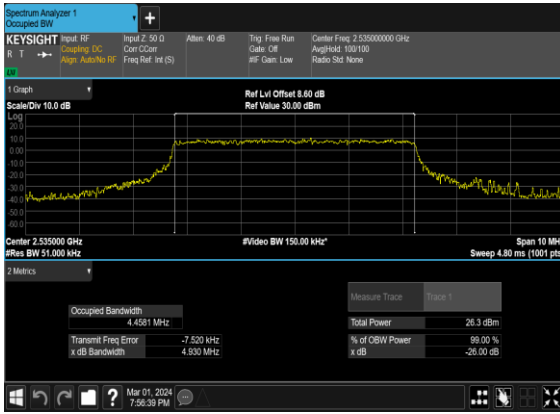 Spectrum Analyzer 1
Occupied BW
KEYSIGHT Input: RF Input Z: 50 Ω Atten: 40 dB Trig: Free Run Center Freq: 2.535000000 GHz
R T Coupling: DC Corr CCorr Gate: Off Avg|Hold: 100/100
Align: Auto/No RF Freq Ref: Int (S) #IF Gain: Low Radio Std: None
1 Graph
Scale/Div 10.0 dB Ref Lvl Offset 8.60 dB
Ref Value 30.00 dBm
Log
20.0
10.0
0.00
-10.0
-20.0
-30.0
-40.0
-50.0
-60.0
Center 2.535000 GHz #Video BW 150.00 kHz* Span 10 MH
#Res BW 51.000 kHz Sweep 4.80 ms (1001 pts
2 Metrics
Measure Trace Trace 1
Occupied Bandwidth
4.4581 MHz Total Power 26.3 dBm
Transmit Freq Error -7.520 kHz % of OBW Power 99.00 %
x dB Bandwidth 4.930 MHz x dB -26.00 dB
? Mar 01, 2024
7:56:39 PM